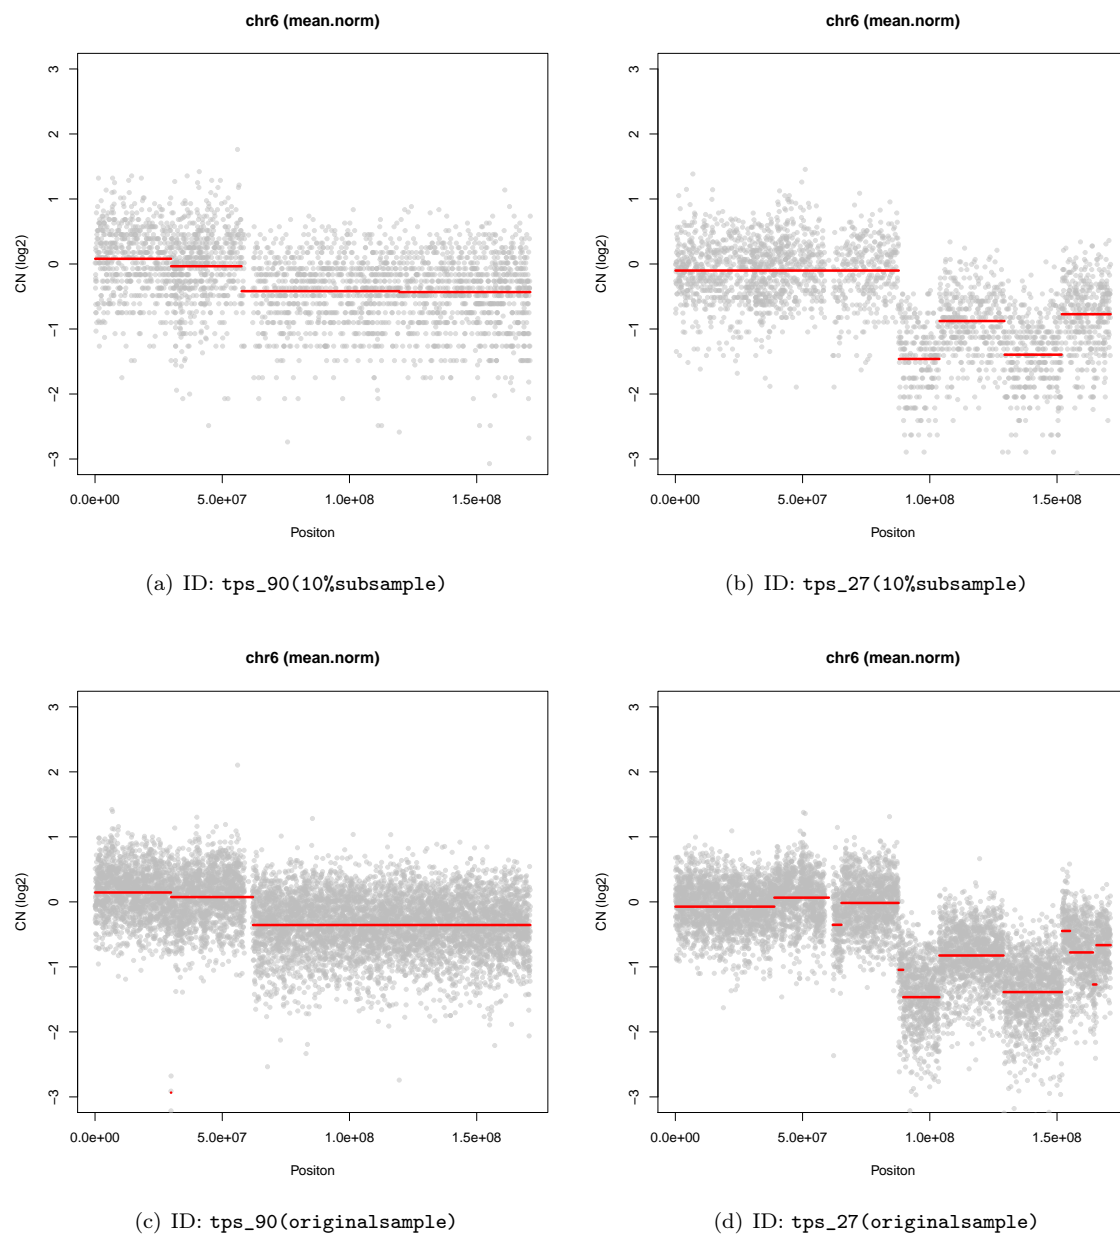 chr6 (mean.norm)
CN (log2)
3
2
1
0
−1
−2
−3
0.0e+00 5.0e+07 1.0e+08 1.5e+08
Positon
(a) ID: tps_90(10%subsample)
chr6 (mean.norm)
CN (log2)
3
2
1
0
−1
−2
−3
0.0e+00 5.0e+07 1.0e+08 1.5e+08
Positon
(b) ID: tps_27(10%subsample)
chr6 (mean.norm)
CN (log2)
3
2
1
0
−1
−2
−3
0.0e+00 5.0e+07 1.0e+08 1.5e+08
Positon
(c) ID: tps_90(originalsample)
chr6 (mean.norm)
CN (log2)
3
2
1
0
−1
−2
−3
0.0e+00 5.0e+07 1.0e+08 1.5e+08
Positon
(d) ID: tps_27(originalsample)